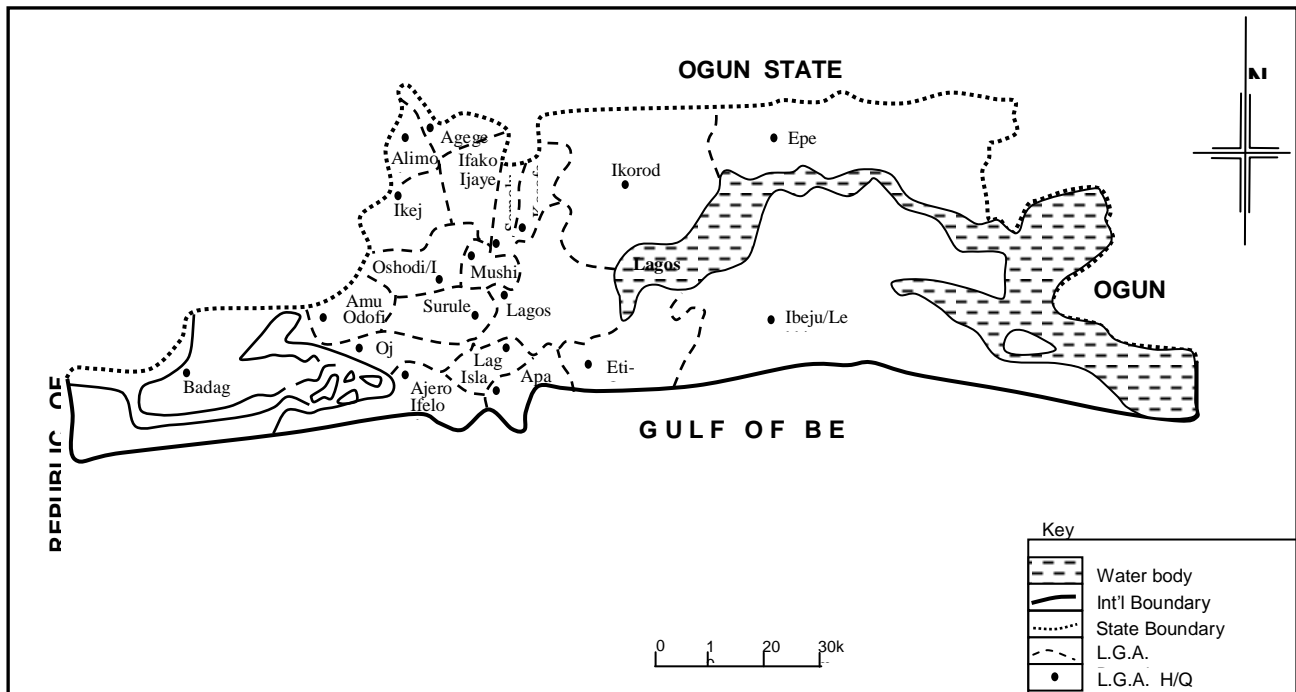 OGUN STATE
N
Agege
Alimo
Ifako
Ijaye
Epe
Ikorod
Ikej
Oshodi/I
Mushi
Lagos
OGUN
Amu
Odofi
Surule
Lagos
Ibeju/Le
Oj
Lag
Isla
Apa
Eti-
Badag
Ajero
Ifelo
GULF OF BE
REPUBLIC OF
Key
Water body
Int'l Boundary
State Boundary
L.G.A.
L.G.A. H/Q
0 1 20 30k